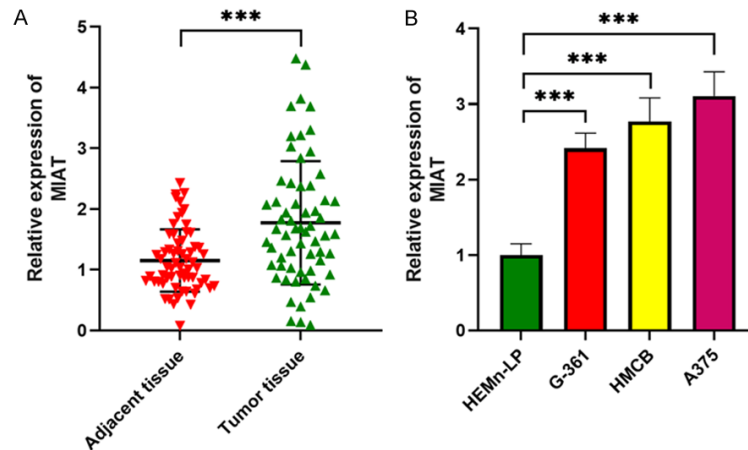 A
Relative expression of
MIAT
5
4
3
2
1
0
***
Adjacent tissue
Tumor tissue
B
Relative expression of
MIAT
4
3
2
1
0
***
***
***
HEMn-LP
G-361
HMCB
A375